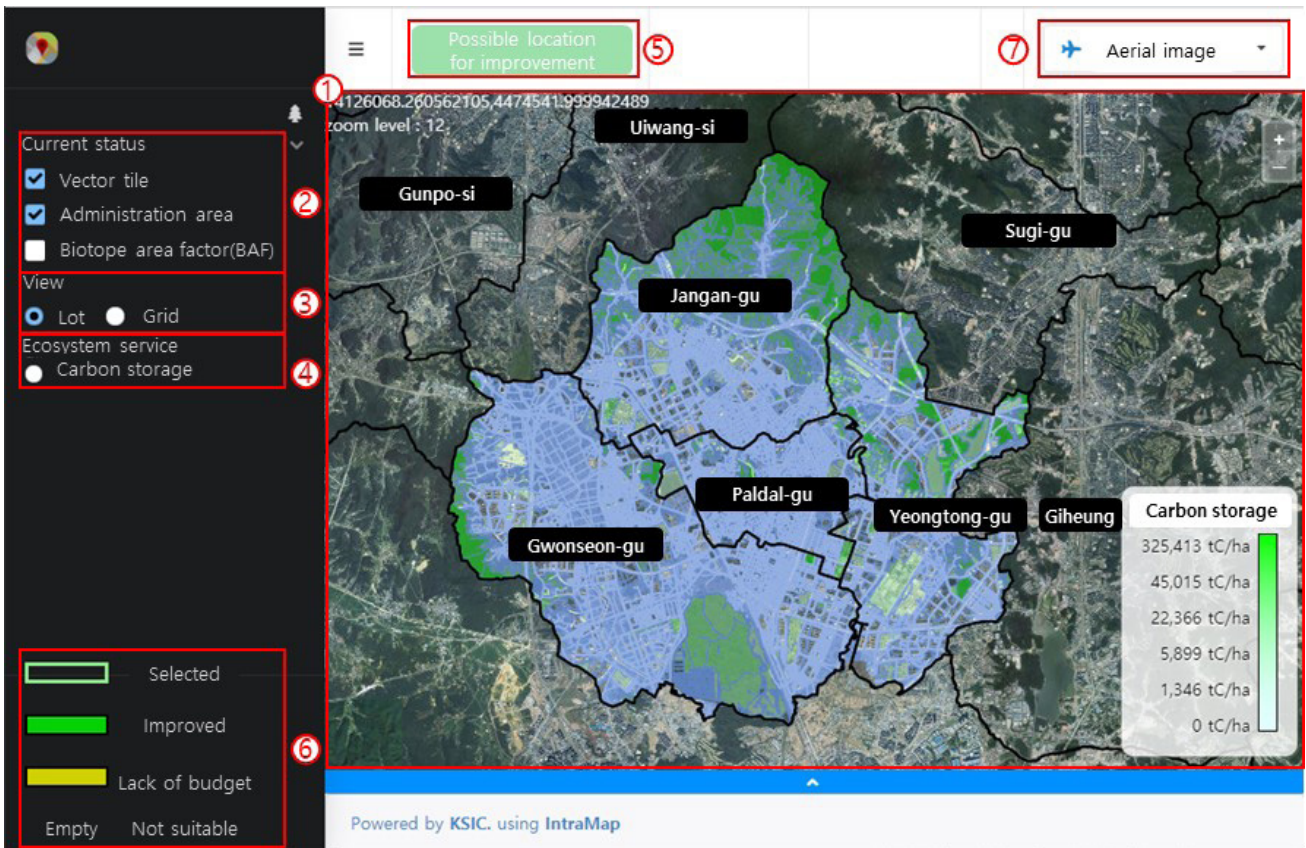 Possible location
for improvement
⑤
⑦
Aerial image
①
14126068.260562105,4474541.999942489
zoom level : 12
Current status
Vector tile
Administration area
Biotope area factor(BAF)
②
View
Lot
Grid
③
Ecosystem service
Carbon storage
④
Selected
Improved
Lack of budget
Empty
Not suitable
⑥
Uiwang-si
Gunpo-si
Sugi-gu
Jangan-gu
Paldal-gu
Yeongtong-gu
Giheung
Gwonseon-gu
+
−
Carbon storage
325,413 tC/ha
45,015 tC/ha
22,366 tC/ha
5,899 tC/ha
1,346 tC/ha
0 tC/ha
Powered by KSIC. using IntraMap